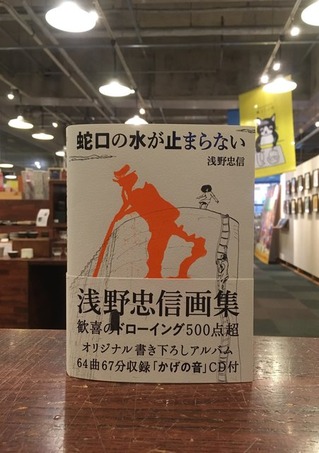 蛇口の水が止まらない
浅野忠信
浅野忠信画集
歓喜のドローイング500点超
オリジナル書き下ろしアルバム
64曲67分収録「かげの音」CD付